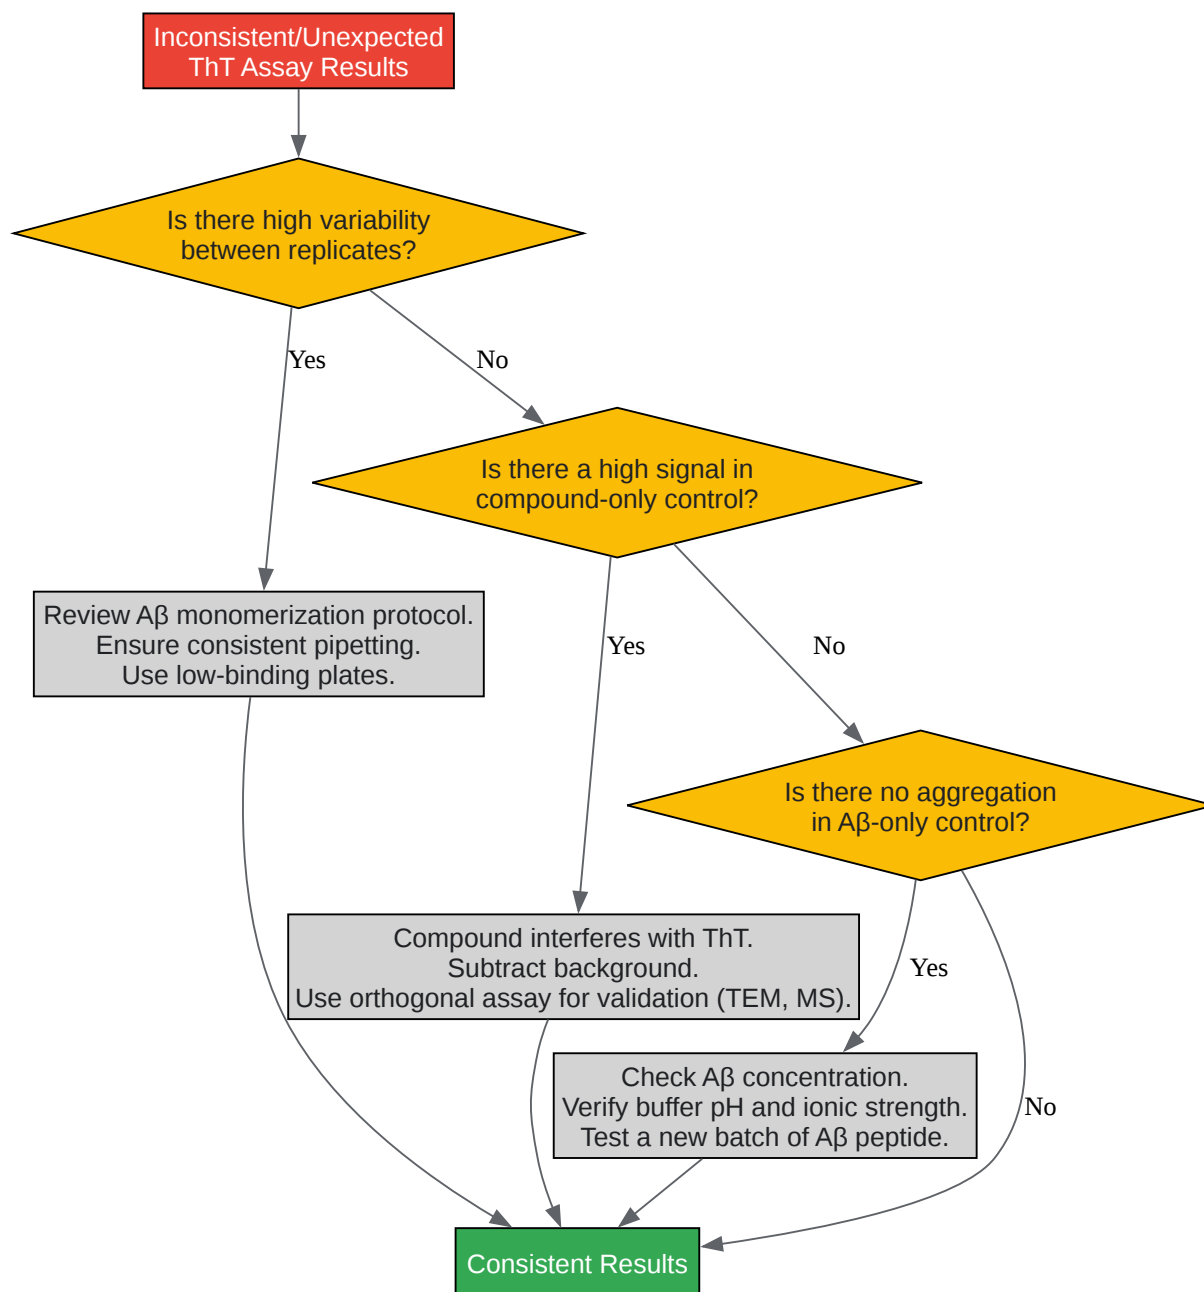 Inconsistent/Unexpected
ThT Assay Results
Is there high variability
between replicates?
Yes
No
Is there a high signal in
compound-only control?
Review Aβ monomerization protocol.
Ensure consistent pipetting.
Use low-binding plates.
Yes
No
Is there no aggregation
in Aβ-only control?
Compound interferes with ThT.
Subtract background.
Use orthogonal assay for validation (TEM, MS).
Yes
Check Aβ concentration.
Verify buffer pH and ionic strength.
Test a new batch of Aβ peptide.
No
Consistent Results